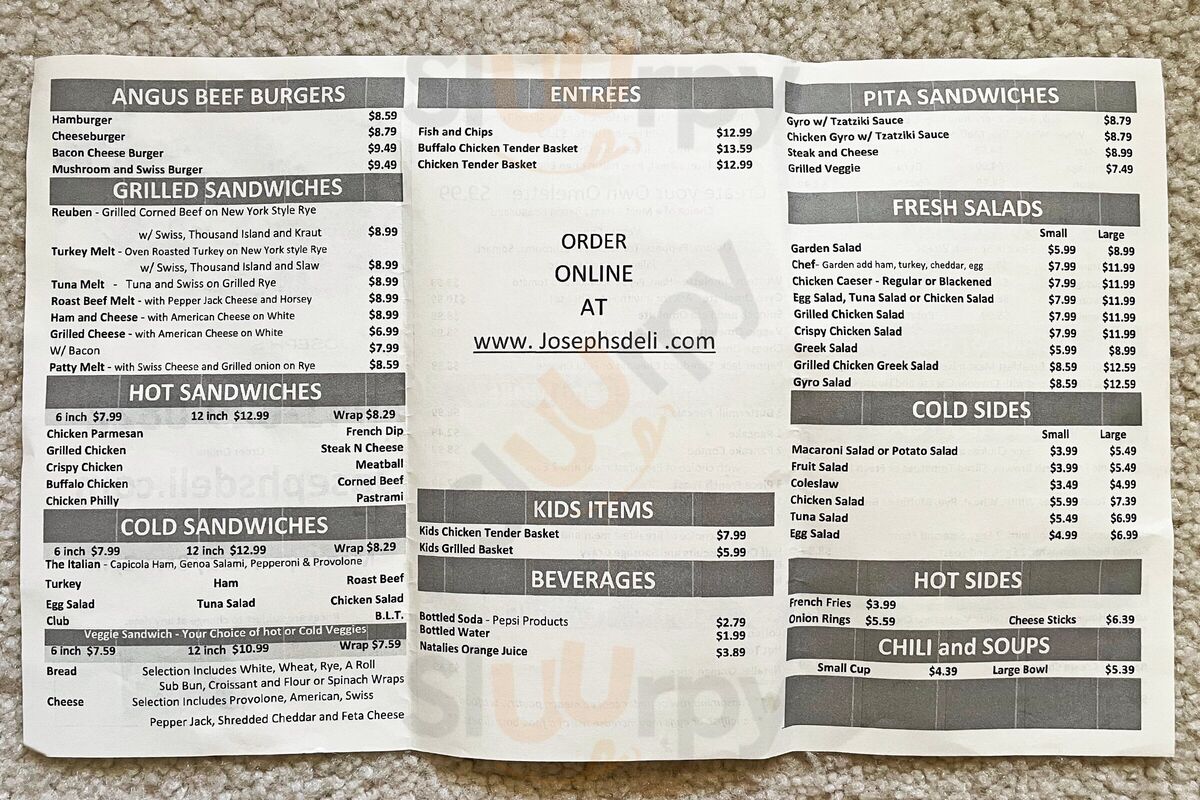 ANGUS BEEF BURGERS
Hamburger $8.59
Cheeseburger $8.79
Bacon Cheese Burger $9.49
Mushroom and Swiss Burger $9.49
GRILLED SANDWICHES
Reuben - Grilled Corned Beef on New York Style Rye
w/ Swiss, Thousand Island and Kraut $8.99
Turkey Melt - Oven Roasted Turkey on New York style Rye
w/ Swiss, Thousand Island and Slaw $8.99
Tuna Melt - Tuna and Swiss on Grilled Rye $8.99
Roast Beef Melt - with Pepper Jack Cheese and Horsey $8.99
Ham and Cheese - with American Cheese on White $8.99
Grilled Cheese - with American Cheese on White $6.99
W/ Bacon $7.99
Patty Melt - with Swiss Cheese and Grilled onion on Rye $8.59
HOT SANDWICHES
6 inch $7.99 12 inch $12.99 Wrap $8.29
Chicken Parmesan French Dip
Grilled Chicken Steak N Cheese
Crispy Chicken Meatball
Buffalo Chicken Corned Beef
Chicken Philly Pastrami
COLD SANDWICHES
6 inch $7.99 12 inch $12.99 Wrap $8.29
The Italian - Capicola Ham, Genoa Salami, Pepperoni & Provolone
Turkey Ham Roast Beef
Egg Salad Tuna Salad Chicken Salad
Club B.L.T.
Veggie Sandwich - Your Choice of hot or Cold Veggies
6 inch $7.59 12 inch $10.99 Wrap $7.59
Bread Selection Includes White, Wheat, Rye, A Roll
Sub Bun, Croissant and Flour or Spinach Wraps
Cheese Selection Includes Provolone, American, Swiss
Pepper Jack, Shredded Cheddar and Feta Cheese
ENTREES
Fish and Chips $12.99
Buffalo Chicken Tender Basket $13.59
Chicken Tender Basket $12.99
ORDER
ONLINE
AT
www. Josephsdeli .com
KIDS ITEMS
Kids Chicken Tender Basket $7.99
Kids Grilled Basket $5.99
BEVERAGES
Bottled Soda - Pepsi Products $2.79
Bottled Water $1.99
Natalies Orange Juice $3.89
PITA SANDWICHES
Gyro w/ Tzatziki Sauce $8.79
Chicken Gyro w/ Tzatziki Sauce $8.79
Steak and Cheese $8.99
Grilled Veggie $7.49
FRESH SALADS
Small Large
Garden Salad $5.99 $8.99
Chef- Garden add ham, turkey, cheddar, egg $7.99 $11.99
Chicken Caeser - Regular or Blackened $7.99 $11.99
Egg Salad, Tuna Salad or Chicken Salad $7.99 $11.99
Grilled Chicken Salad $7.99 $11.99
Crispy Chicken Salad $7.99 $11.99
Greek Salad $5.99 $8.99
Grilled Chicken Greek Salad $8.59 $12.59
Gyro Salad $8.59 $12.59
COLD SIDES
Small Large
Macaroni Salad or Potato Salad $3.99 $5.49
Fruit Salad $3.99 $5.49
Coleslaw $3.49 $4.99
Chicken Salad $5.99 $7.39
Tuna Salad $5.49 $6.99
Egg Salad $4.99 $6.99
HOT SIDES
French Fries $3.99
Onion Rings $5.59 Cheese Sticks $6.39
CHILI and SOUPS
Small Cup $4.39 Large Bowl $5.39
sluurpy
sluurpy
sluurpy